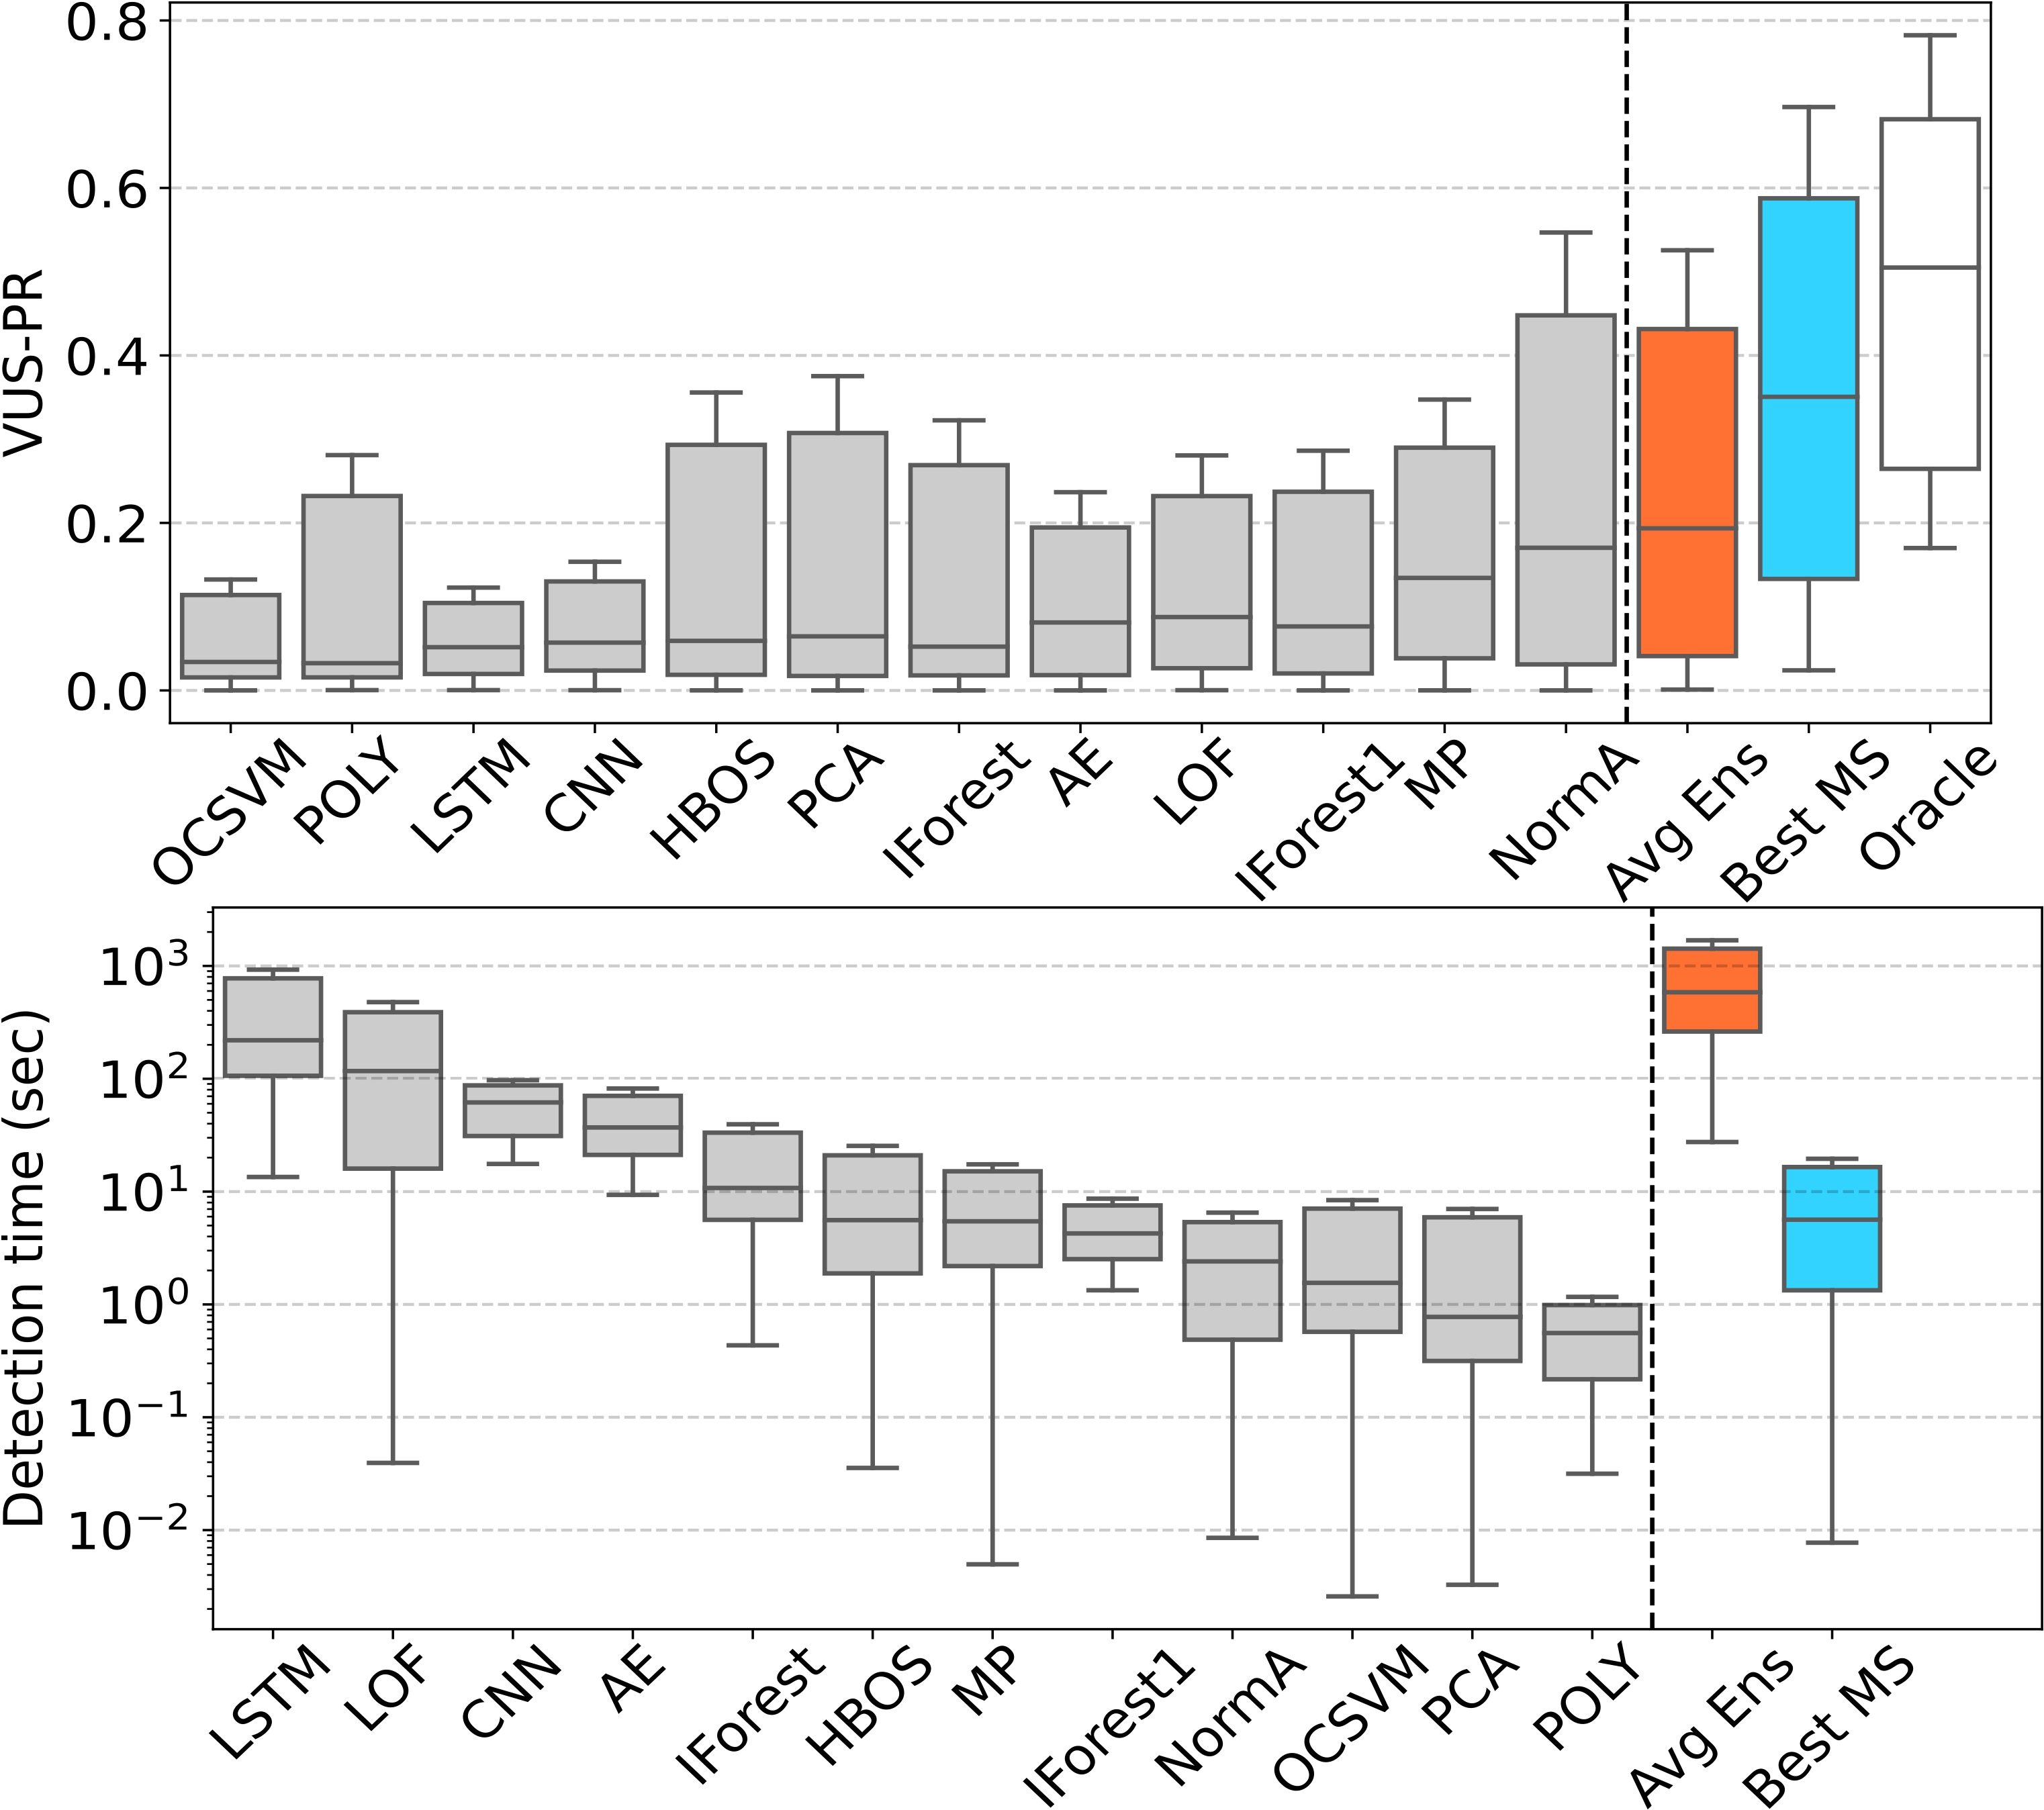 VUS-PR
0.8
0.6
0.4
0.2
0.0
OCSVM
POLY
LSTM
CNN
HBOS
PCA
IForest
AE
LOF
IForest1
MP
NormA
Avg Ens
Best MS
Oracle
Detection time (sec)
10³
10²
10¹
10⁰
10⁻¹
10⁻²
LSTM
LOF
CNN
AE
IForest
HBOS
MP
IForest1
NormA
OCSVM
PCA
POLY
Avg Ens
Best MS